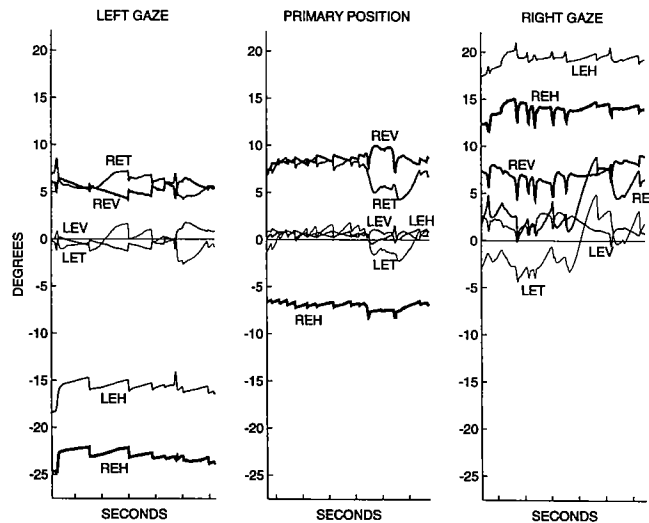 LEFT GAZE
20
15
10
5
0
-5
-10
-15
-20
-25
DEGREES
RET
REV
LEV
LET
LEH
REH
SECONDS
PRIMARY POSITION
20
15
10
5
0
-5
-10
-15
-20
-25
REV
RET
LEV
LEH
LET
REH
SECONDS
RIGHT GAZE
20
15
10
5
0
-5
-10
-15
-20
-25
LEH
REH
REV
RE
LEV
LET
SECONDS